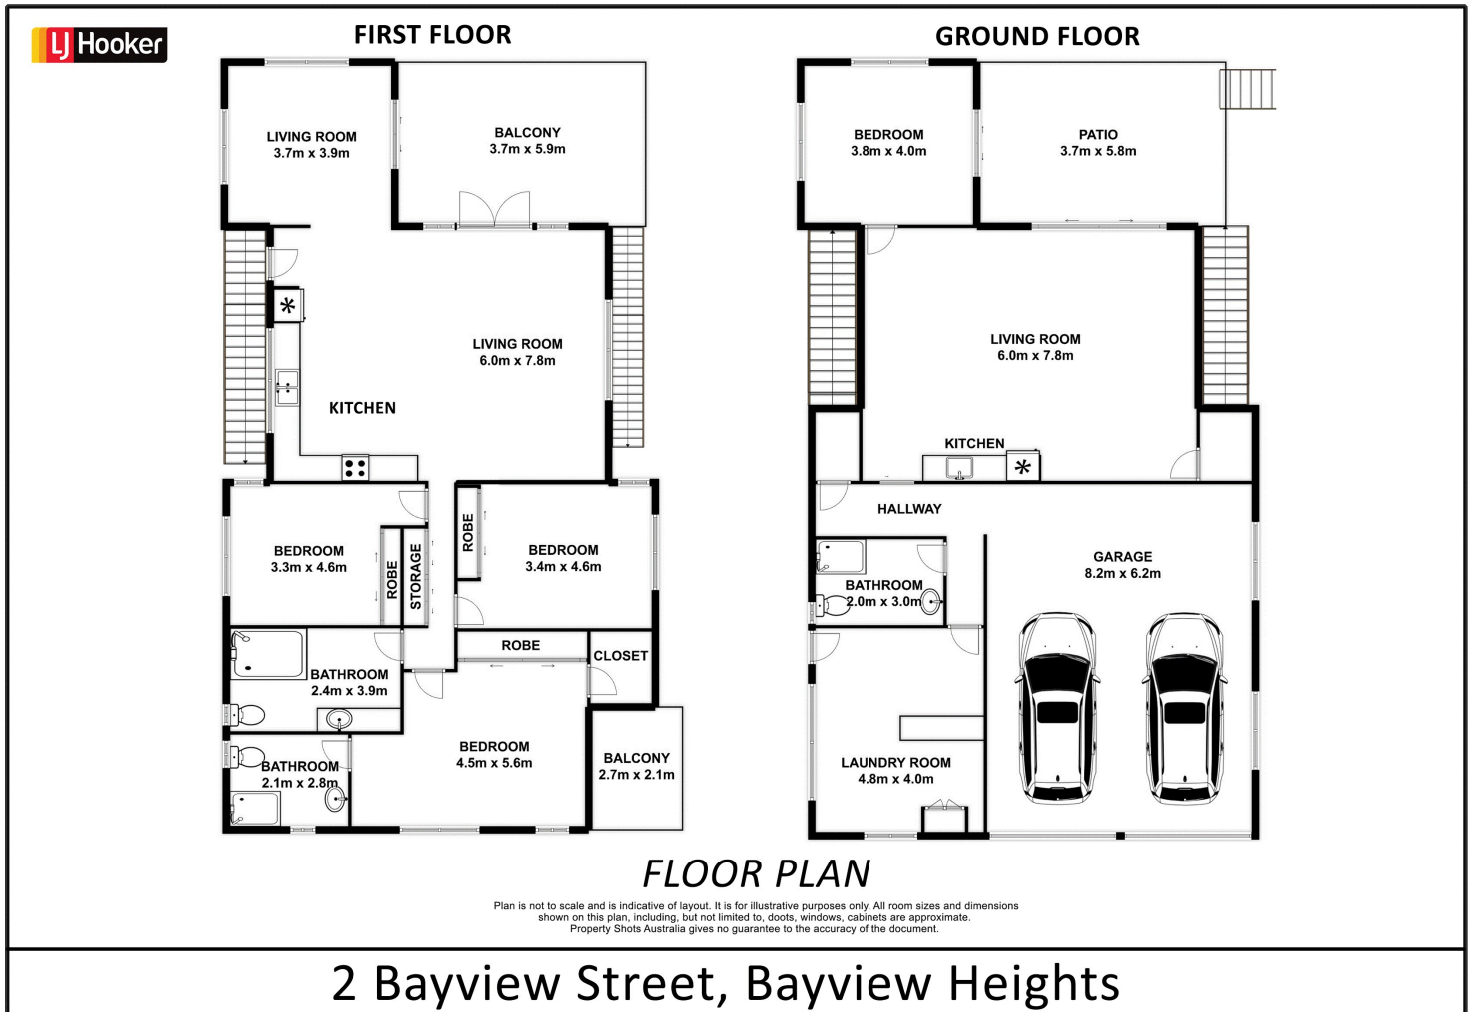 LJ Hooker
FIRST FLOOR
LIVING ROOM
3.7m x 3.9m
BALCONY
3.7m x 5.9m
LIVING ROOM
6.0m x 7.8m
KITCHEN
BEDROOM
3.3m x 4.6m
ROBE
STORAGE
ROBE
BEDROOM
3.4m x 4.6m
ROBE
CLOSET
BATHROOM
2.4m x 3.9m
BEDROOM
4.5m x 5.6m
BALCONY
2.7m x 2.1m
BATHROOM
2.1m x 2.8m
GROUND FLOOR
BEDROOM
3.8m x 4.0m
PATIO
3.7m x 5.8m
LIVING ROOM
6.0m x 7.8m
KITCHEN
HALLWAY
GARAGE
8.2m x 6.2m
BATHROOM
2.0m x 3.0m
LAUNDRY ROOM
4.8m x 4.0m
FLOOR PLAN
Plan is not to scale and is indicative of layout. It is for illustrative purposes only. All room sizes and dimensions
shown on this plan, including, but not limited to, doots, windows, cabinets are approximate.
Property Shots Australia gives no guarantee to the accuracy of the document.
2 Bayview Street, Bayview Heights